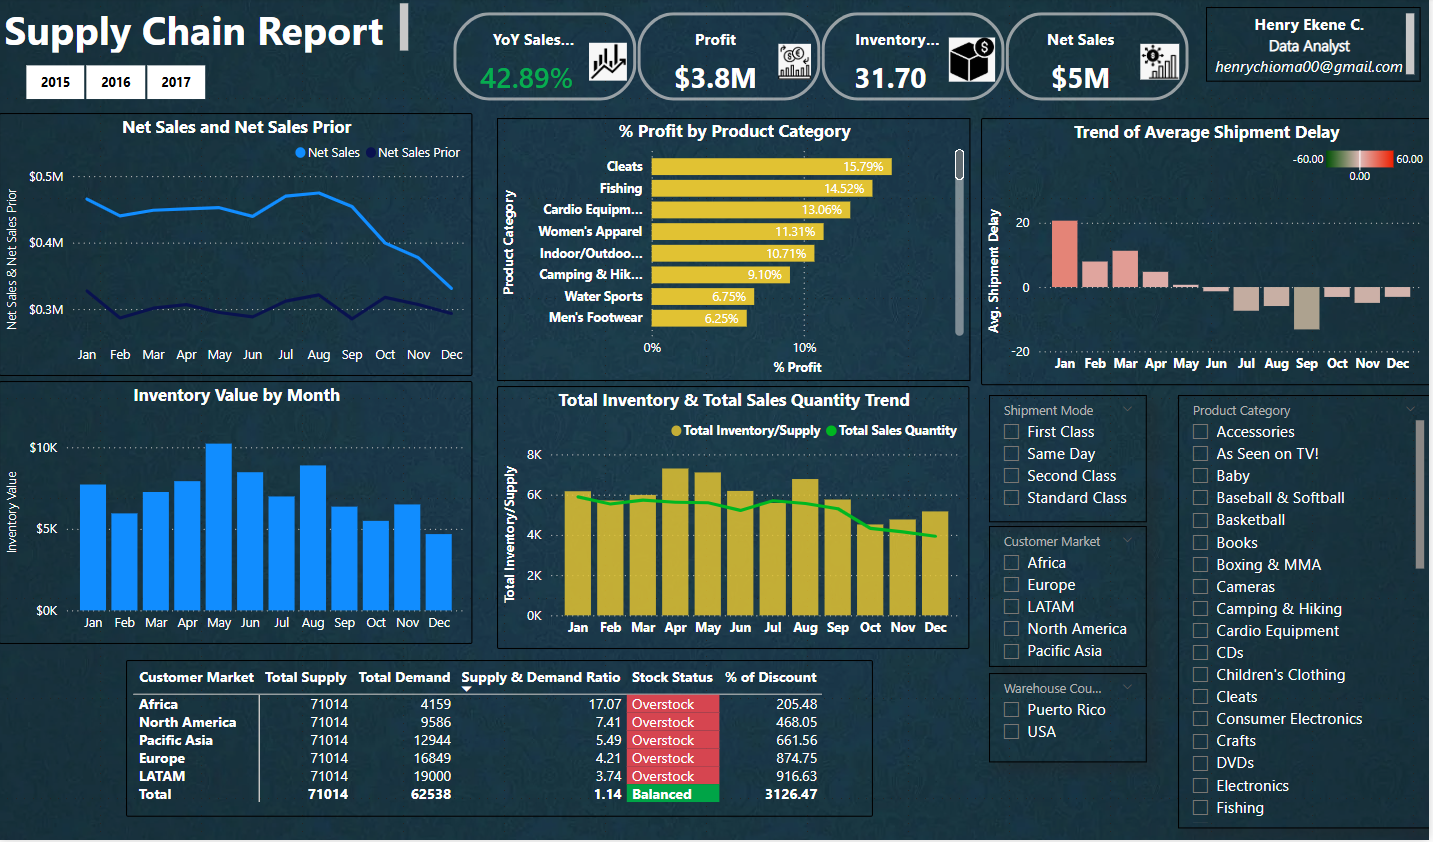 Supply Chain Report
2015 2016 2017
YoY Sales...
42.89%
Profit
$3.8M
Inventory...
31.70
Net Sales
$5M
Henry Ekene C.
Data Analyst
henrychioma00@gmail.com
Net Sales and Net Sales Prior
Net Sales Net Sales Prior
Net Sales & Net Sales Prior
$0.5M
$0.4M
$0.3M
Jan Feb Mar Apr May Jun Jul Aug Sep Oct Nov Dec
% Profit by Product Category
Product Category
Cleats 15.79%
Fishing 14.52%
Cardio Equipm... 13.06%
Women's Apparel 11.31%
Indoor/Outdoo... 10.71%
Camping & Hik... 9.10%
Water Sports 6.75%
Men's Footwear 6.25%
0% 10%
% Profit
Trend of Average Shipment Delay
-60.00 60.00
0.00
Avg. Shipment Delay
20
0
-20
Jan Feb Mar Apr May Jun Jul Aug Sep Oct Nov Dec
Inventory Value by Month
Inventory Value
$10K
$5K
$0K
Jan Feb Mar Apr May Jun Jul Aug Sep Oct Nov Dec
Total Inventory & Total Sales Quantity Trend
Total Inventory/Supply Total Sales Quantity
Total Inventory/Supply
8K
6K
4K
2K
0K
Jan Feb Mar Apr May Jun Jul Aug Sep Oct Nov Dec
Shipment Mode
First Class
Same Day
Second Class
Standard Class
Customer Market
Africa
Europe
LATAM
North America
Pacific Asia
Warehouse Cou...
Puerto Rico
USA
Product Category
Accessories
As Seen on TV!
Baby
Baseball & Softball
Basketball
Books
Boxing & MMA
Cameras
Camping & Hiking
Cardio Equipment
CDs
Children's Clothing
Cleats
Consumer Electronics
Crafts
DVDs
Electronics
Fishing
Customer Market Total Supply Total Demand Supply & Demand Ratio Stock Status % of Discount
Africa 71014 4159 17.07 Overstock 205.48
North America 71014 9586 7.41 Overstock 468.05
Pacific Asia 71014 12944 5.49 Overstock 661.56
Europe 71014 16849 4.21 Overstock 874.75
LATAM 71014 19000 3.74 Overstock 916.63
Total 71014 62538 1.14 Balanced 3126.47